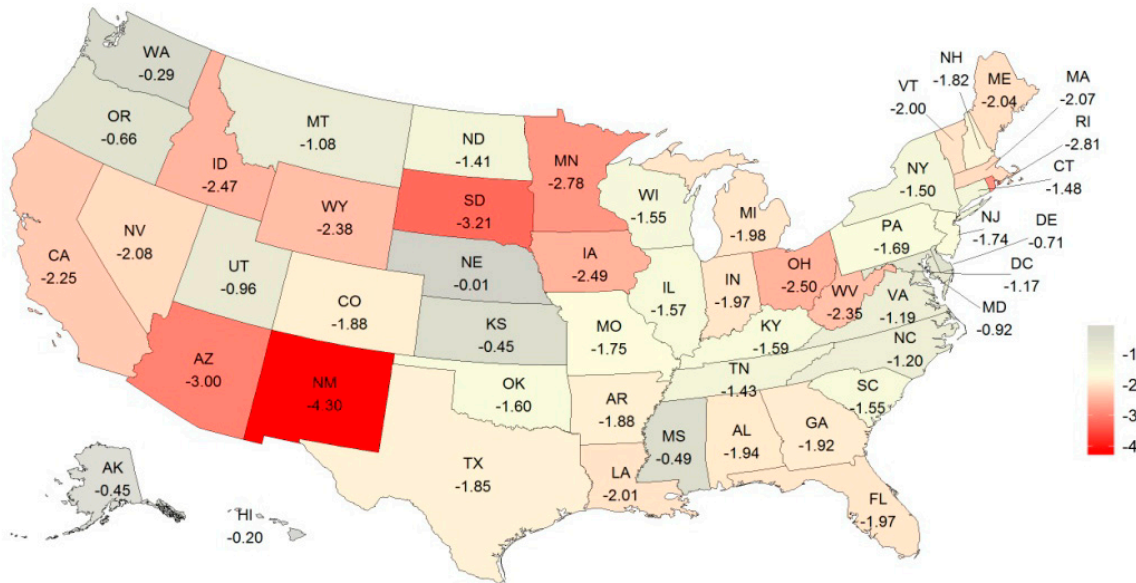 WA
-0.29
OR
-0.66
CA
-2.25
NV
-2.08
ID
-2.47
MT
-1.08
WY
-2.38
UT
-0.96
AZ
-3.00
CO
-1.88
NM
-4.30
ND
-1.41
SD
-3.21
NE
-0.01
KS
-0.45
OK
-1.60
TX
-1.85
MN
-2.78
IA
-2.49
MO
-1.75
AR
-1.88
LA
-2.01
WI
-1.55
IL
-1.57
MI
-1.98
IN
-1.97
OH
-2.50
KY
-1.59
TN
-1.43
MS
-0.49
AL
-1.94
GA
-1.92
FL
-1.97
SC
-1.55
NC
-1.20
VA
-1.19
WV
-2.35
PA
-1.69
NY
-1.50
VT
-2.00
NH
-1.82
ME
-2.04
MA
-2.07
RI
-2.81
CT
-1.48
NJ
-1.74
DE
-0.71
DC
-1.17
MD
-0.92
AK
-0.45
HI
-0.20
-1
-2
-3
-4